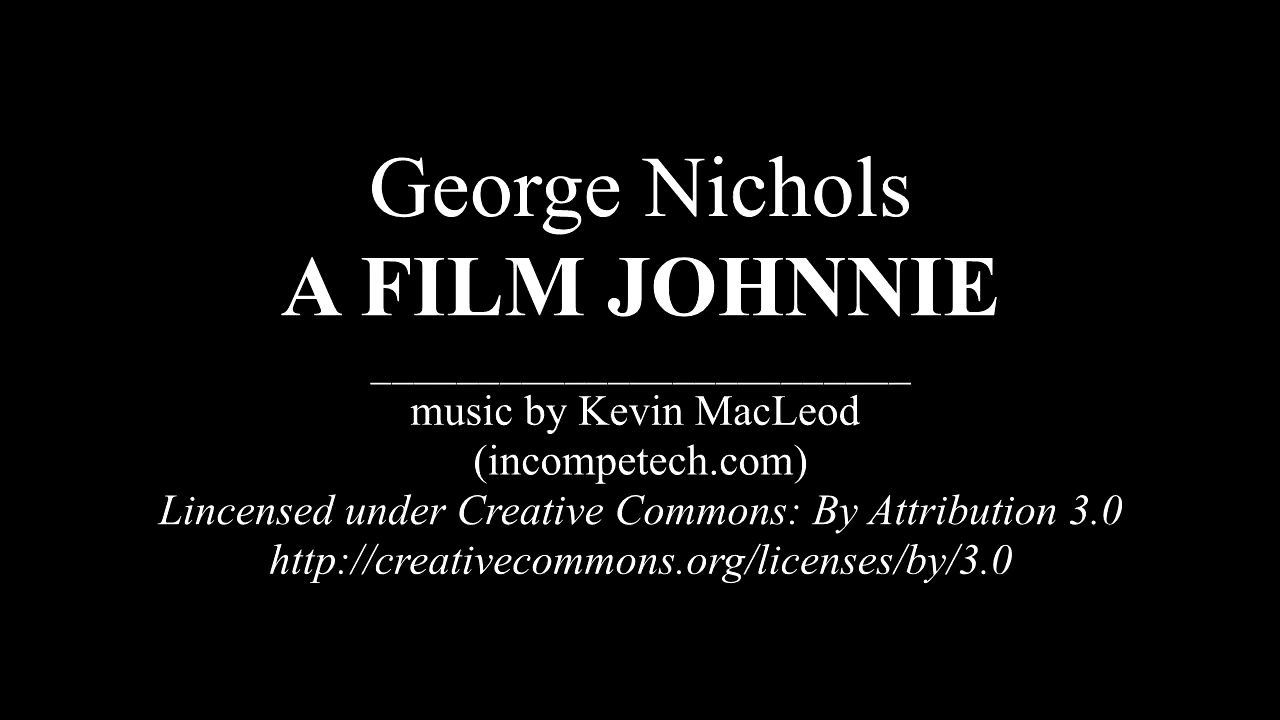 George Nichols
A FILM JOHNNIE
_________________________
music by Kevin MacLeod
(incompetech.com)
Lincensed under Creative Commons: By Attribution 3.0
http://creativecommons.org/licenses/by/3.0